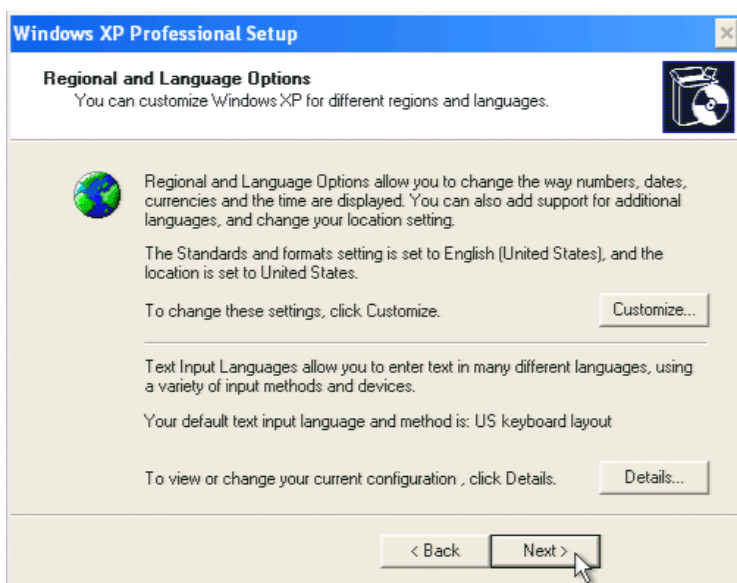 Windows XP Professional Setup
Regional and Language Options
You can customize Windows XP for different regions and languages.
Regional and Language Options allow you to change the way numbers, dates,
currencies and the time are displayed. You can also add support for additional
languages, and change your location setting.
The Standards and formats setting is set to English (United States), and the
location is set to United States.
To change these settings, click Customize.
Customize...
Text Input Languages allow you to enter text in many different languages, using
a variety of input methods and devices.
Your default text input language and method is: US keyboard layout
To view or change your current configuration , click Details.
Details...
< Back
Next >